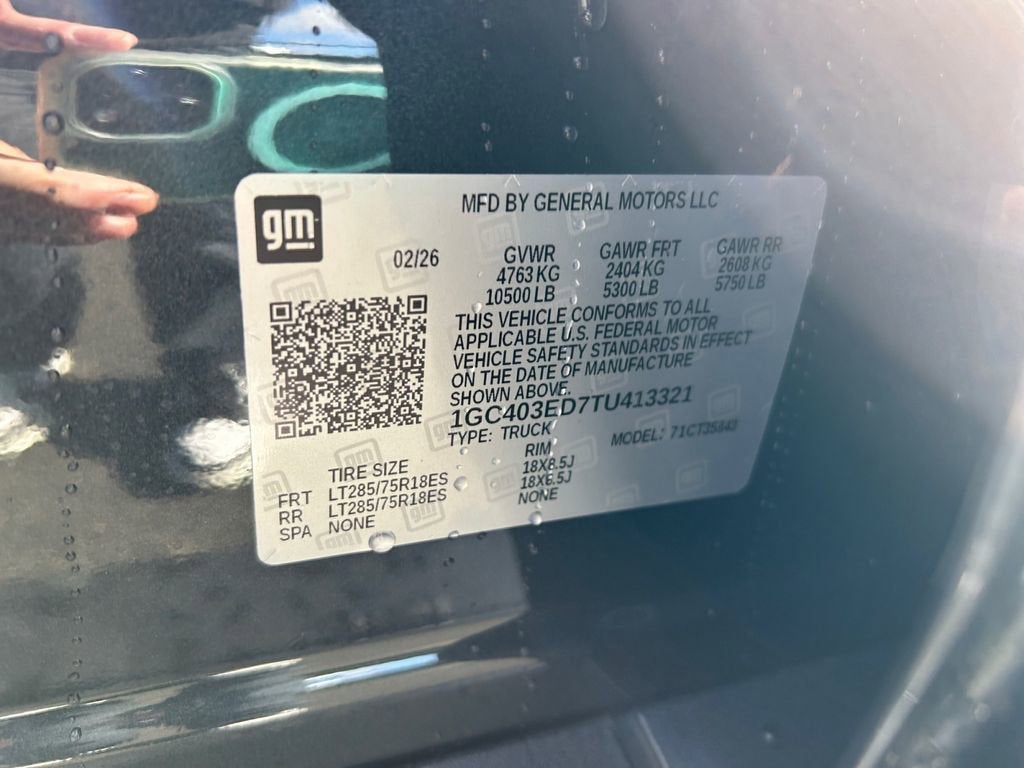 gm
MFD BY GENERAL MOTORS LLC
02/26
GVWR GAWR FRT GAWR RR
4763 KG 2404 KG 2608 KG
10500 LB 5300 LB 5750 LB
THIS VEHICLE CONFORMS TO ALL
APPLICABLE U.S. FEDERAL MOTOR
VEHICLE SAFETY STANDARDS IN EFFECT
ON THE DATE OF MANUFACTURE
SHOWN ABOVE.
1GC403ED7TU413321
TYPE: TRUCK MODEL:
TIRE SIZE RIM
FRT LT285/75R18ES 18X8.5J
RR LT285/75R18ES 18X8.5J
SPA NONE NONE